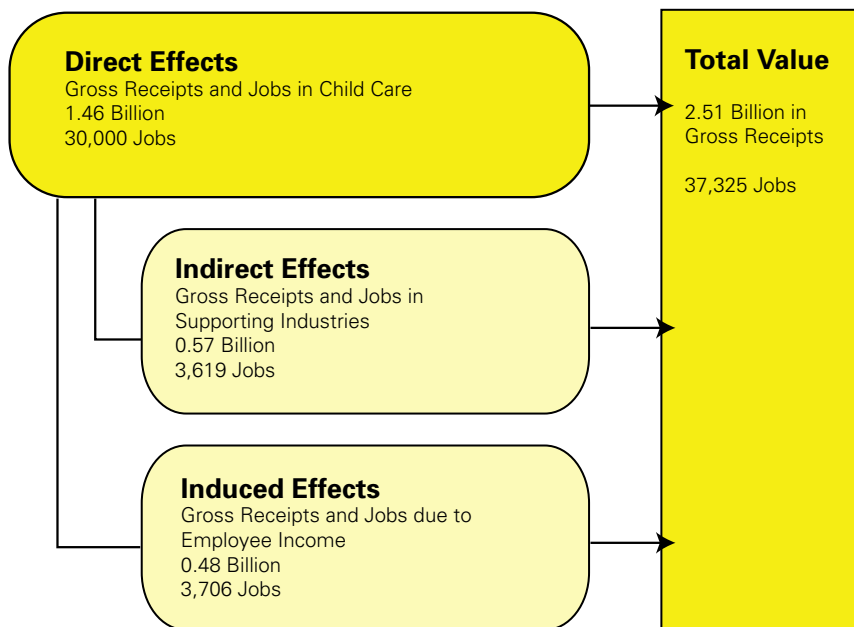 Direct Effects
Gross Receipts and Jobs in Child Care
1.46 Billion
30,000 Jobs
Total Value
2.51 Billion in
Gross Receipts
37,325 Jobs
Indirect Effects
Gross Receipts and Jobs in
Supporting Industries
0.57 Billion
3,619 Jobs
Induced Effects
Gross Receipts and Jobs due to
Employee Income
0.48 Billion
3,706 Jobs